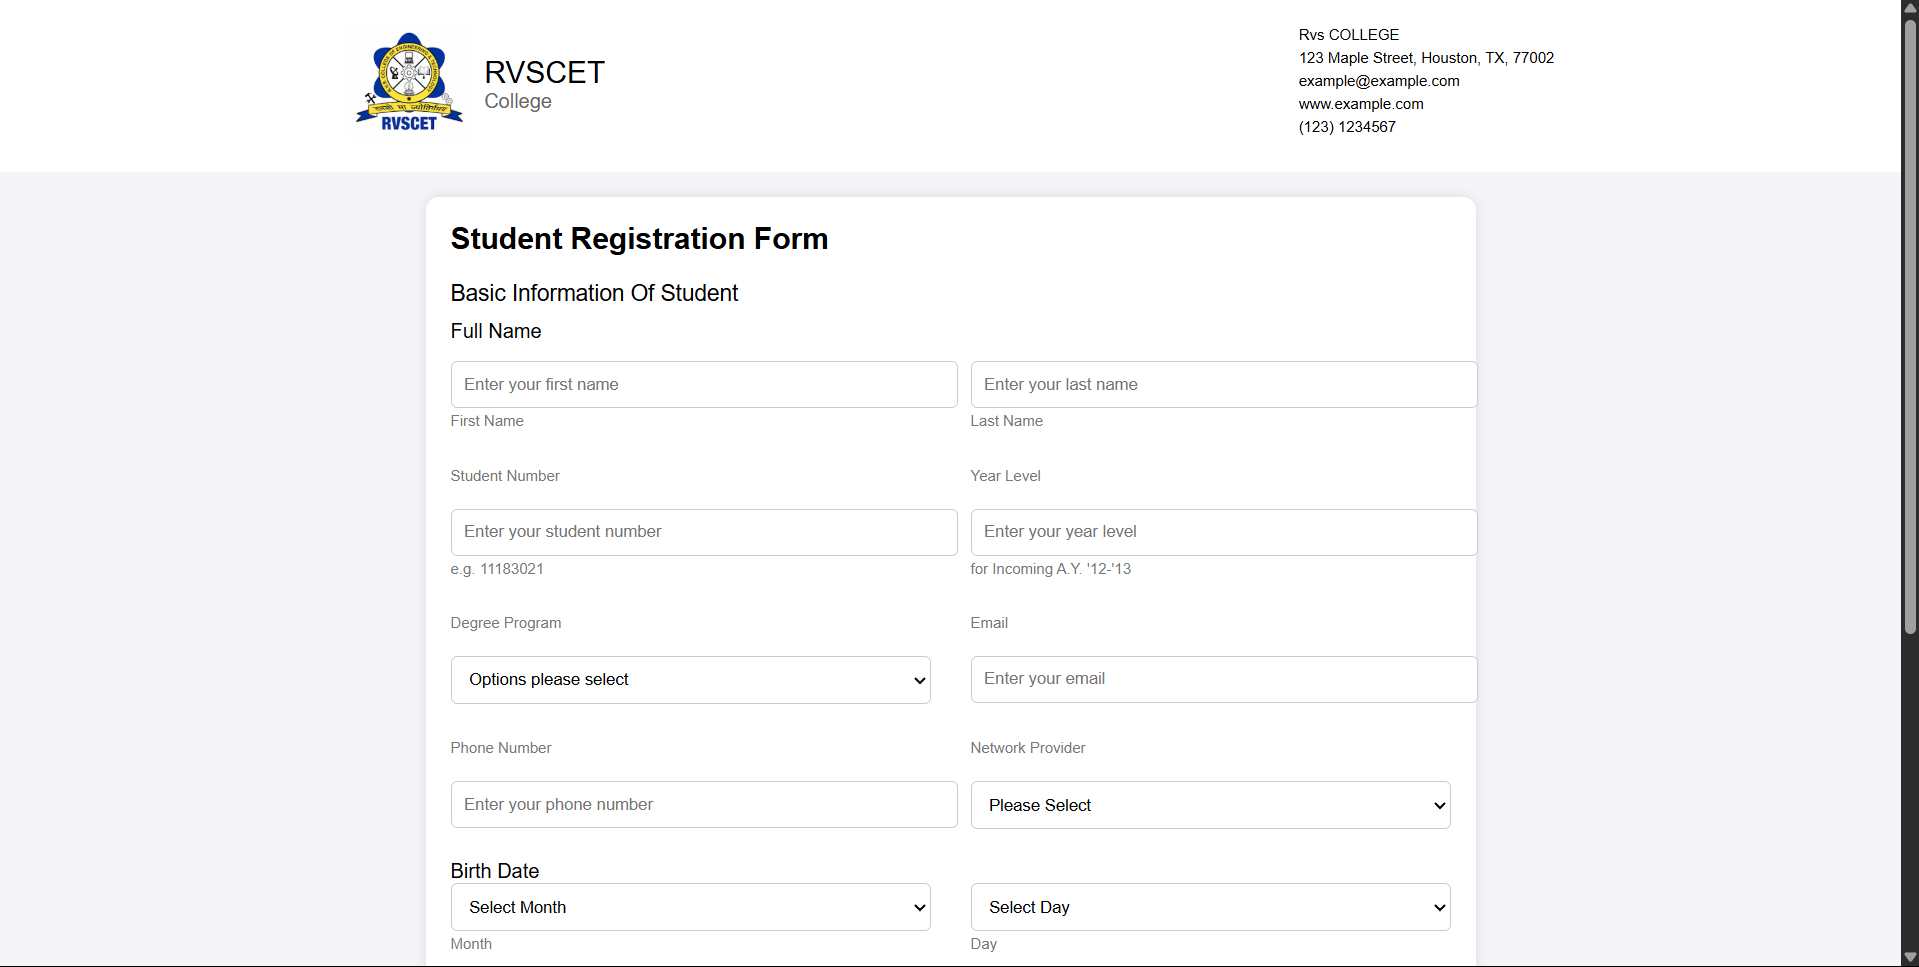 RVSCET
RVSCET
College
Rvs COLLEGE
123 Maple Street, Houston, TX, 77002
example@example.com
www.example.com
(123) 1234567
Student Registration Form
Basic Information Of Student
Full Name
Enter your first name
Enter your last name
First Name
Last Name
Student Number
Year Level
Enter your student number
Enter your year level
e.g. 11183021
for Incoming A.Y. '12-'13
Degree Program
Email
Options please select
Enter your email
Phone Number
Network Provider
Enter your phone number
Please Select
Birth Date
Select Month
Select Day
Month
Day